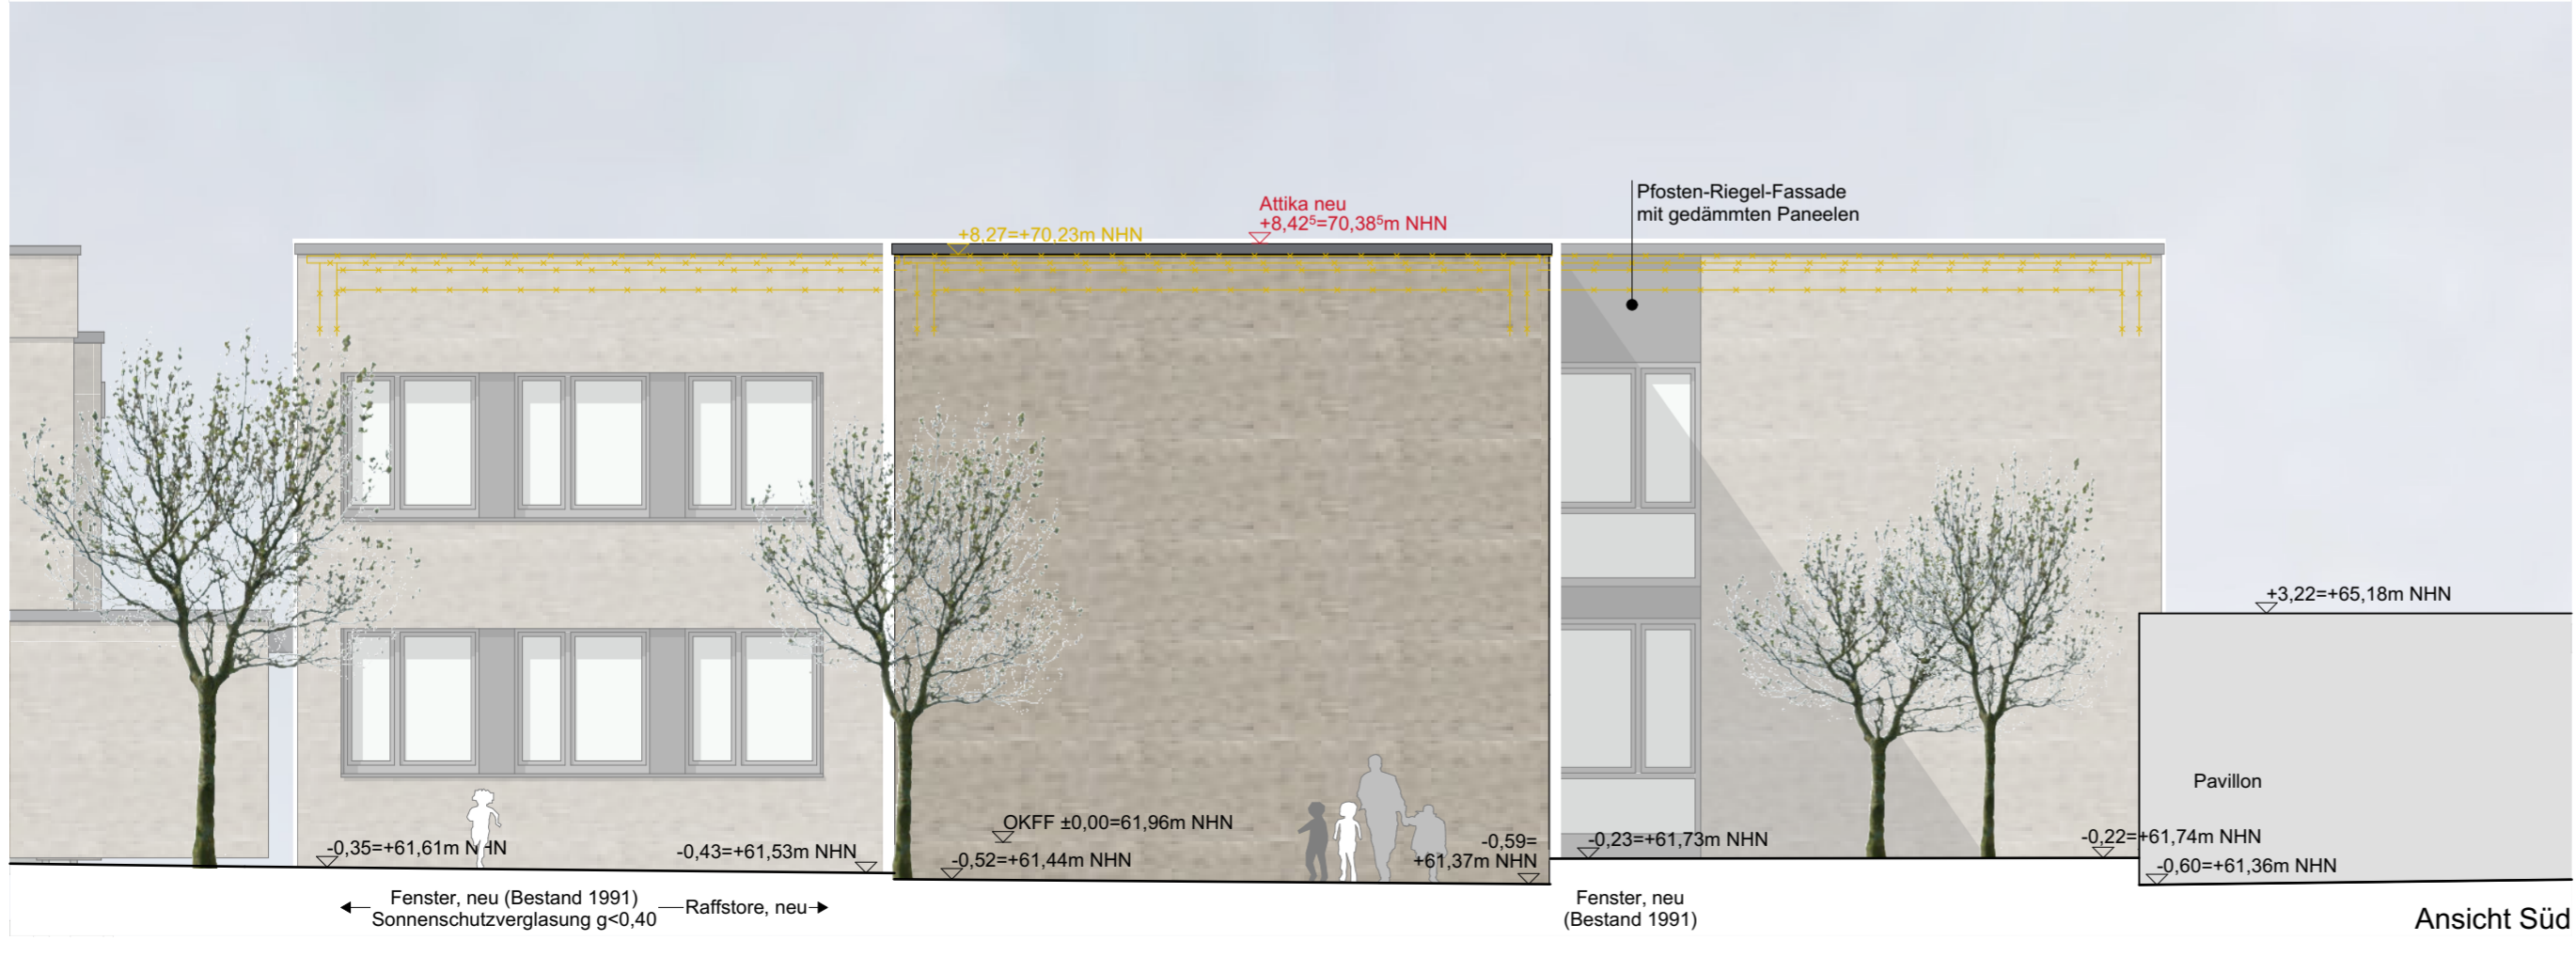 Pfosten-Riegel-Fassade
mit gedämmten Paneelen
Attika neu
+8,42⁵=70,38⁵m NHN
+8,27=+70,23m NHN
+3,22=+65,18m NHN
Pavillon
OKFF ±0,00=61,96m NHN
-0,35=+61,61m NHN
-0,43=+61,53m NHN
-0,52=+61,44m NHN
-0,59=
+61,37m NHN
-0,23=+61,73m NHN
-0,22=+61,74m NHN
-0,60=+61,36m NHN
Fenster, neu (Bestand 1991)
Sonnenschutzverglasung g<0,40
Raffstore, neu
Fenster, neu
(Bestand 1991)
Ansicht Süd